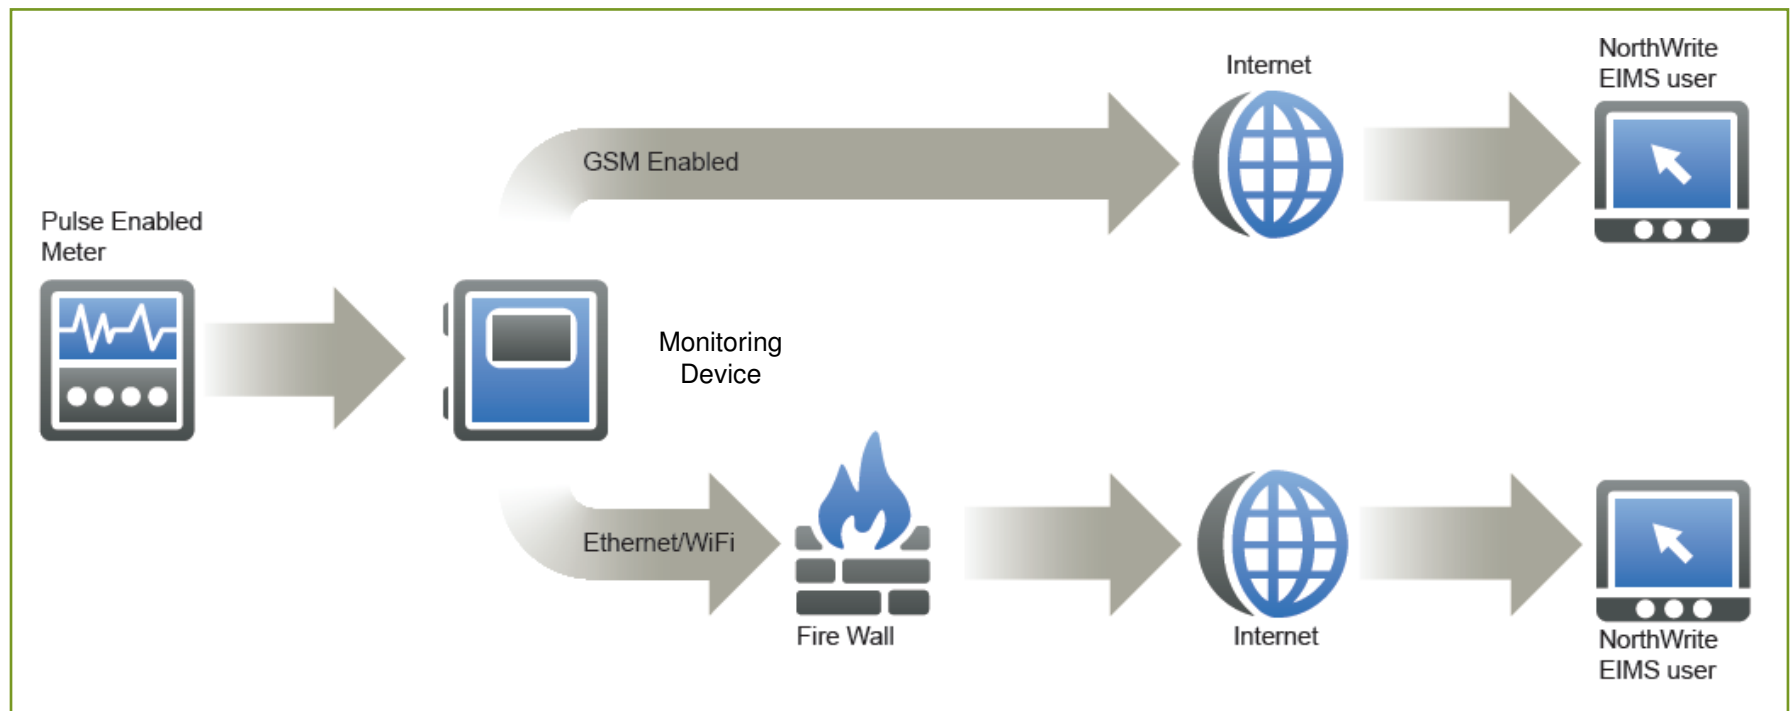 Internet
NorthWrite
EIMS user
GSM Enabled
Pulse Enabled
Meter
Monitoring
Device
Ethernet/WiFi
Fire Wall
Internet
NorthWrite
EIMS user